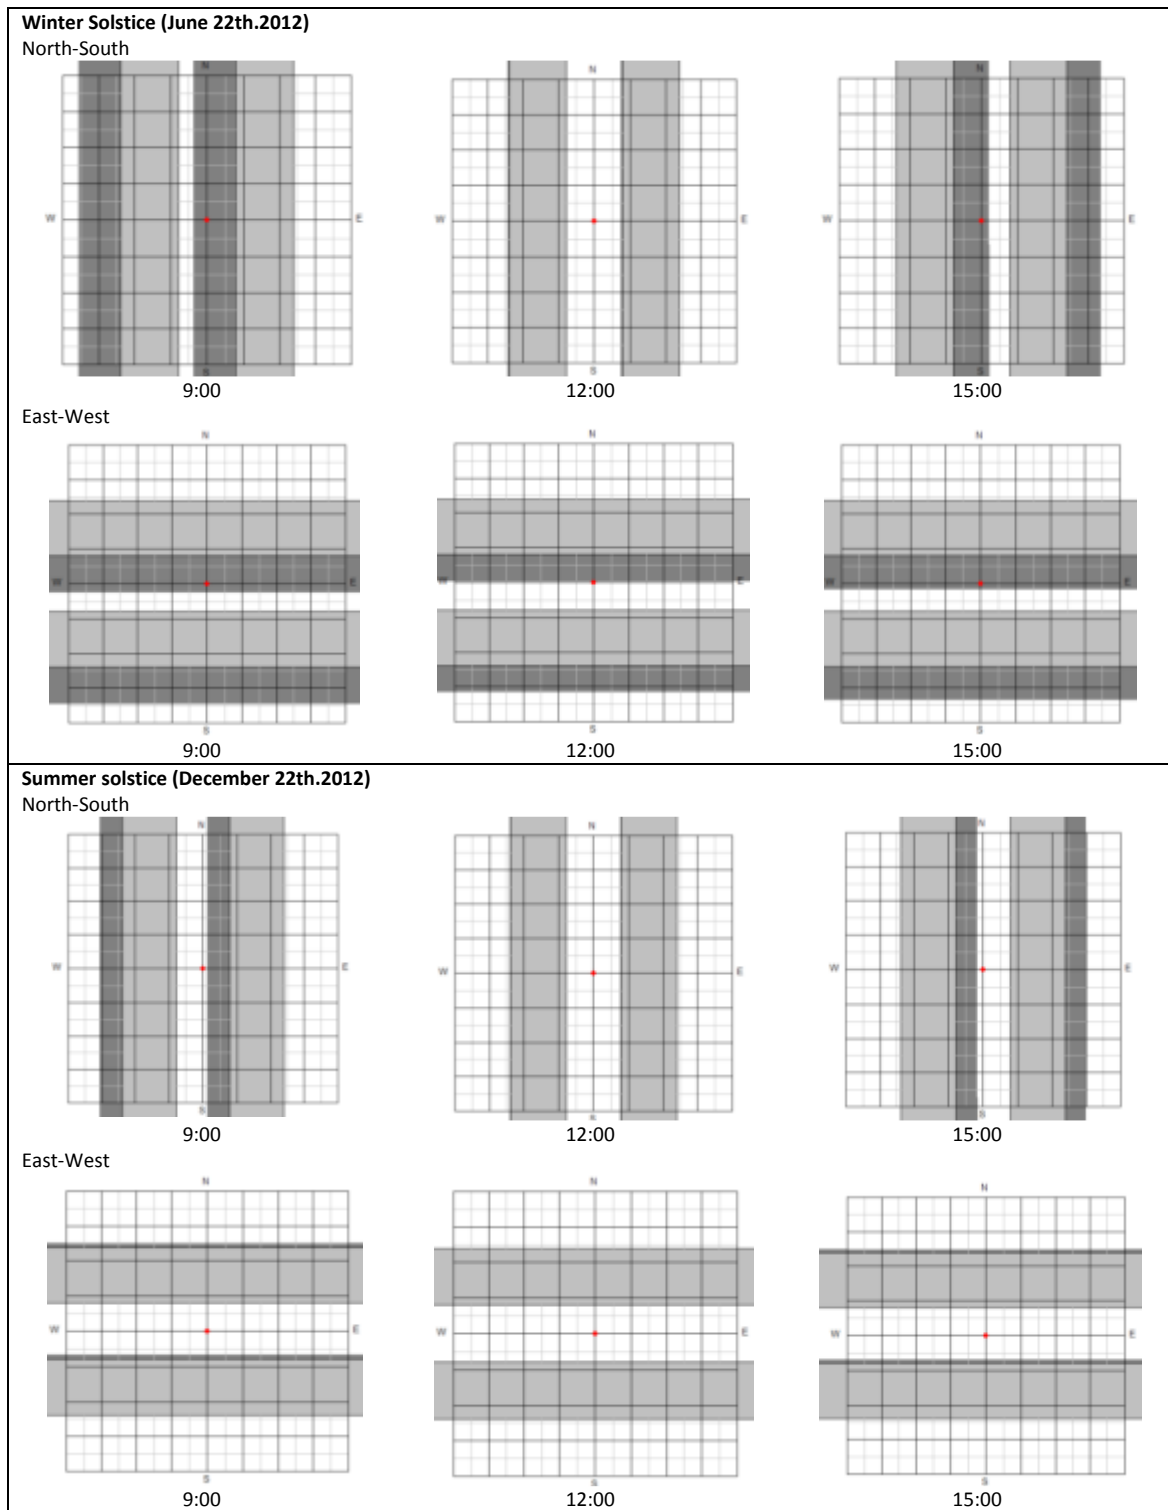 Winter Solstice (June 22th.2012)
North-South
N N N
W E W E W E
S S S
9:00 12:00 15:00
East-West
N N N
W E W E W E
S S S
9:00 12:00 15:00
Summer solstice (December 22th.2012)
North-South
N N N
W E W E W E
S S S
9:00 12:00 15:00
East-West
N N N
W E W E W E
S S S
9:00 12:00 15:00